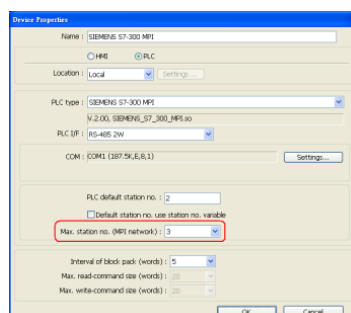 Device Properties
Name : SIEMENS S7-300 MPI
HMI PLC
Location : Local Settings ...
PLC type : SIEMENS S7-300 MPI
V.2.00, SIEMENS_S7_300_MPI.so
PLC I/F : RS-485 2W
COM : COM1 (187.5K,E,8,1) Settings...
PLC default station no. : 2
Default station no. use station no. variable
Max. station no. (MPI network) : 3
Interval of block pack (words) : 5
Max. read-command size (words) : 20
Max. write-command size (words) : 20
OK Cancel